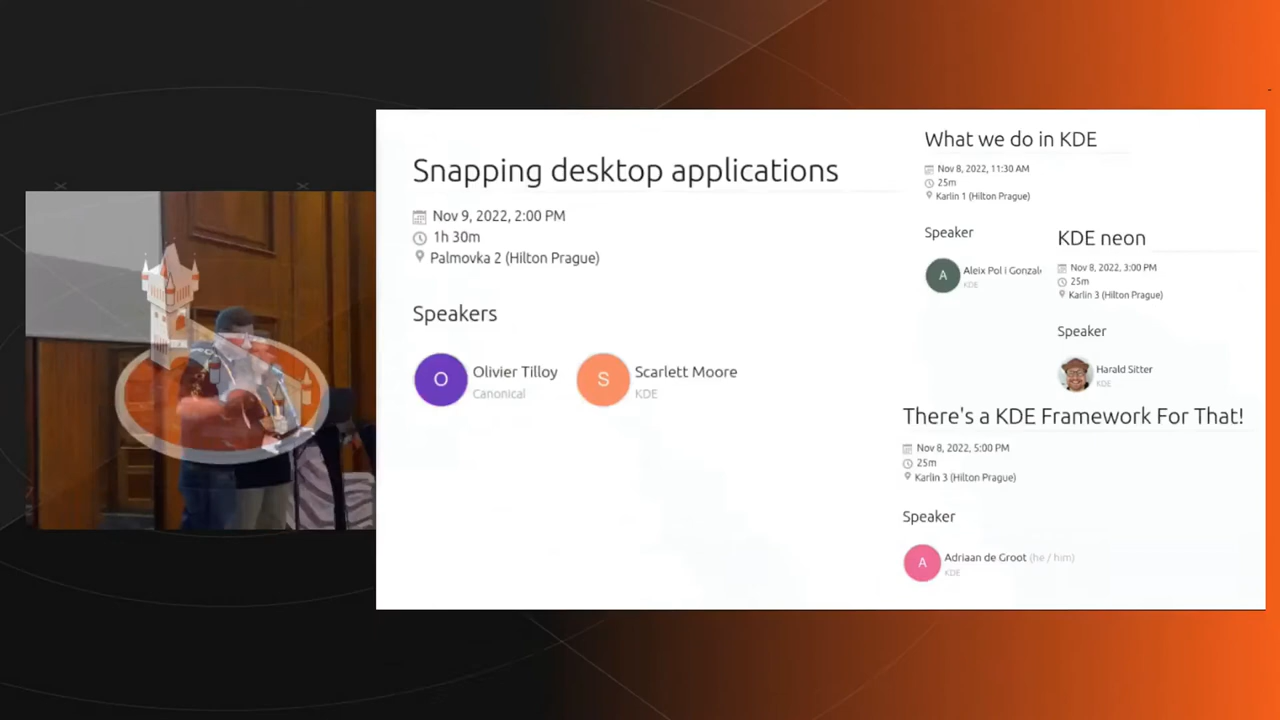 Snapping desktop applications
Nov 9, 2022, 2:00 PM
1h 30m
Palmovka 2 (Hilton Prague)
Speakers
O
Olivier Tilloy
Canonical
S
Scarlett Moore
KDE
What we do in KDE
Nov 8, 2022, 11:30 AM
25m
Karlin 1 (Hilton Prague)
Speaker
A
Aleix Pol i Gonzal
KDE
KDE neon
Nov 8, 2022, 3:00 PM
25m
Karlin 3 (Hilton Prague)
Speaker
Harald Sitter
KDE
There's a KDE Framework For That!
Nov 8, 2022, 5:00 PM
25m
Karlin 3 (Hilton Prague)
Speaker
A
Adriaan de Groot (he / him)
KDE